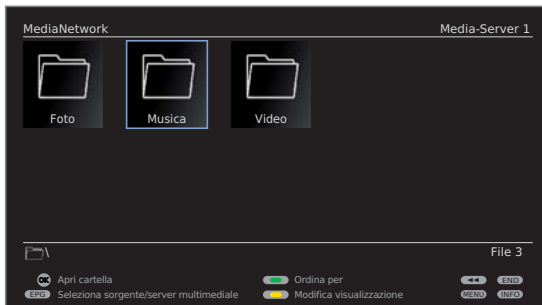 MediaNetwork Media-Server 1
Foto Musica Video
\ File 3
OK Apri cartella Ordina per ◄◄ END
EPG Seleziona sorgente/server multimediale Modifica visualizzazione MENU INFO